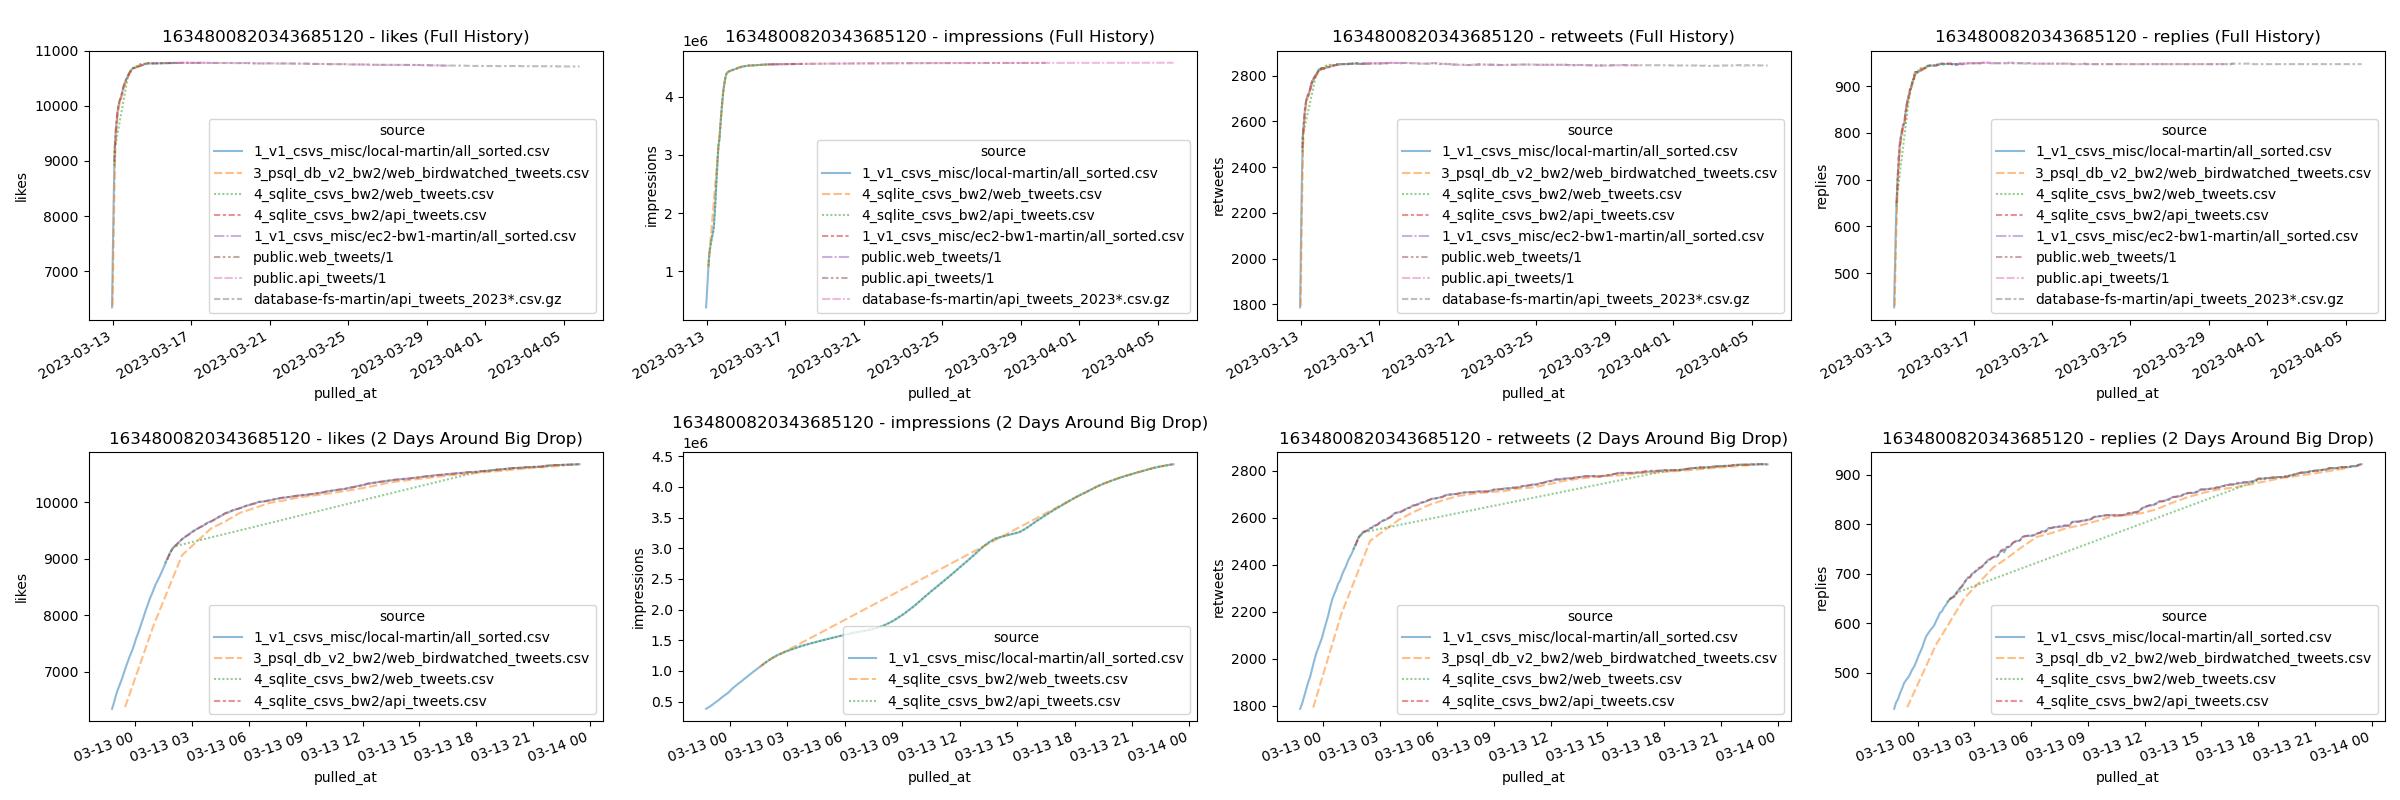 1634800820343685120 - likes (Full History)
11000
10000
9000
8000
7000
likes
source
1_v1_csvs_misc/local-martin/all_sorted.csv
3_psql_db_v2_bw2/web_birdwatched_tweets.csv
4_sqlite_csvs_bw2/web_tweets.csv
4_sqlite_csvs_bw2/api_tweets.csv
1_v1_csvs_misc/ec2-bw1-martin/all_sorted.csv
public.web_tweets/1
public.api_tweets/1
database-fs-martin/api_tweets_2023*.csv.gz
2023-03-13
2023-03-17
2023-03-21
2023-03-25
2023-03-29
2023-04-01
2023-04-05
pulled_at
1634800820343685120 - impressions (Full History)
1e6
4
3
2
1
impressions
source
1_v1_csvs_misc/local-martin/all_sorted.csv
4_sqlite_csvs_bw2/web_tweets.csv
4_sqlite_csvs_bw2/api_tweets.csv
1_v1_csvs_misc/ec2-bw1-martin/all_sorted.csv
public.web_tweets/1
public.api_tweets/1
database-fs-martin/api_tweets_2023*.csv.gz
2023-03-13
2023-03-17
2023-03-21
2023-03-25
2023-03-29
2023-04-01
2023-04-05
pulled_at
1634800820343685120 - retweets (Full History)
2800
2600
2400
2200
2000
1800
retweets
source
1_v1_csvs_misc/local-martin/all_sorted.csv
3_psql_db_v2_bw2/web_birdwatched_tweets.csv
4_sqlite_csvs_bw2/web_tweets.csv
4_sqlite_csvs_bw2/api_tweets.csv
1_v1_csvs_misc/ec2-bw1-martin/all_sorted.csv
public.web_tweets/1
public.api_tweets/1
database-fs-martin/api_tweets_2023*.csv.gz
2023-03-13
2023-03-17
2023-03-21
2023-03-25
2023-03-29
2023-04-01
2023-04-05
pulled_at
1634800820343685120 - replies (Full History)
900
800
700
600
500
replies
source
1_v1_csvs_misc/local-martin/all_sorted.csv
3_psql_db_v2_bw2/web_birdwatched_tweets.csv
4_sqlite_csvs_bw2/web_tweets.csv
4_sqlite_csvs_bw2/api_tweets.csv
1_v1_csvs_misc/ec2-bw1-martin/all_sorted.csv
public.web_tweets/1
public.api_tweets/1
database-fs-martin/api_tweets_2023*.csv.gz
2023-03-13
2023-03-17
2023-03-21
2023-03-25
2023-03-29
2023-04-01
2023-04-05
pulled_at
1634800820343685120 - likes (2 Days Around Big Drop)
10000
9000
8000
7000
likes
source
1_v1_csvs_misc/local-martin/all_sorted.csv
3_psql_db_v2_bw2/web_birdwatched_tweets.csv
4_sqlite_csvs_bw2/web_tweets.csv
4_sqlite_csvs_bw2/api_tweets.csv
03-13 00
03-13 03
03-13 06
03-13 09
03-13 12
03-13 15
03-13 18
03-13 21
03-14 00
pulled_at
1634800820343685120 - impressions (2 Days Around Big Drop)
1e6
4.5
4.0
3.5
3.0
2.5
2.0
1.5
1.0
0.5
impressions
source
1_v1_csvs_misc/local-martin/all_sorted.csv
4_sqlite_csvs_bw2/web_tweets.csv
4_sqlite_csvs_bw2/api_tweets.csv
03-13 00
03-13 03
03-13 06
03-13 09
03-13 12
03-13 15
03-13 18
03-13 21
03-14 00
pulled_at
1634800820343685120 - retweets (2 Days Around Big Drop)
2800
2600
2400
2200
2000
1800
retweets
source
1_v1_csvs_misc/local-martin/all_sorted.csv
3_psql_db_v2_bw2/web_birdwatched_tweets.csv
4_sqlite_csvs_bw2/web_tweets.csv
4_sqlite_csvs_bw2/api_tweets.csv
03-13 00
03-13 03
03-13 06
03-13 09
03-13 12
03-13 15
03-13 18
03-13 21
03-14 00
pulled_at
1634800820343685120 - replies (2 Days Around Big Drop)
900
800
700
600
500
replies
source
1_v1_csvs_misc/local-martin/all_sorted.csv
3_psql_db_v2_bw2/web_birdwatched_tweets.csv
4_sqlite_csvs_bw2/web_tweets.csv
4_sqlite_csvs_bw2/api_tweets.csv
03-13 00
03-13 03
03-13 06
03-13 09
03-13 12
03-13 15
03-13 18
03-13 21
03-14 00
pulled_at